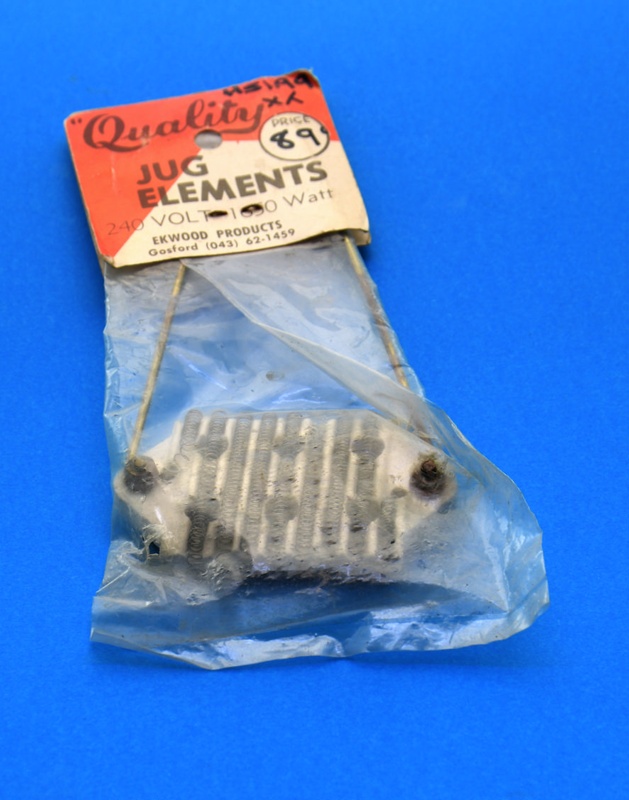 "Quality"
PRICE
89¢
JUG
ELEMENTS
240 VOLT Watt
EKWOOD PRODUCTS
Gosford (043) 62-1459